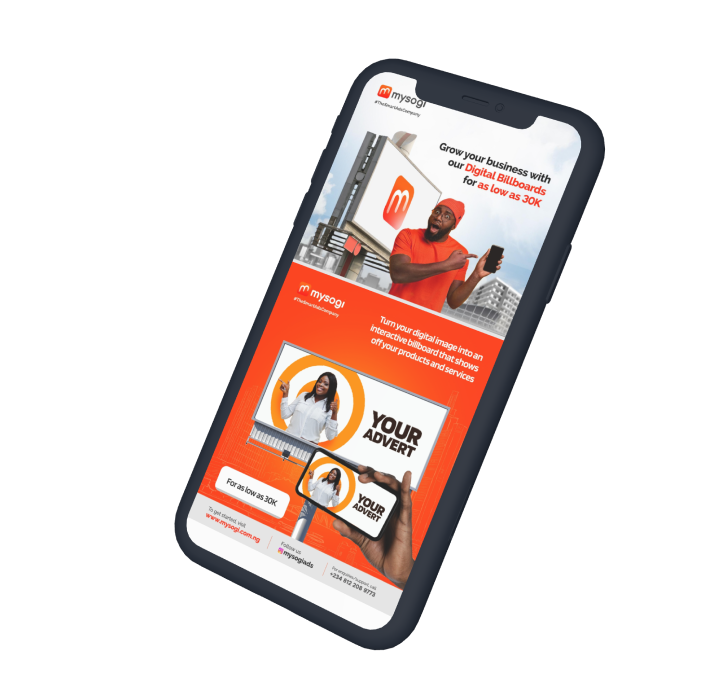 mysogi
#TheSmartAdsCompany
Grow your business with
our Digital Billboards
for as low as 30K
mysogi
#TheSmartAdsCompany
Turn your digital image into an
interactive billboard that shows
off your products and services
YOUR
ADVERT
YOUR
ADVERT
For as low as 30K
To get started, visit
www.mysogi.com.ng
Follow us
mysogiads
For enquiries/support, call
+234 812 208 9773